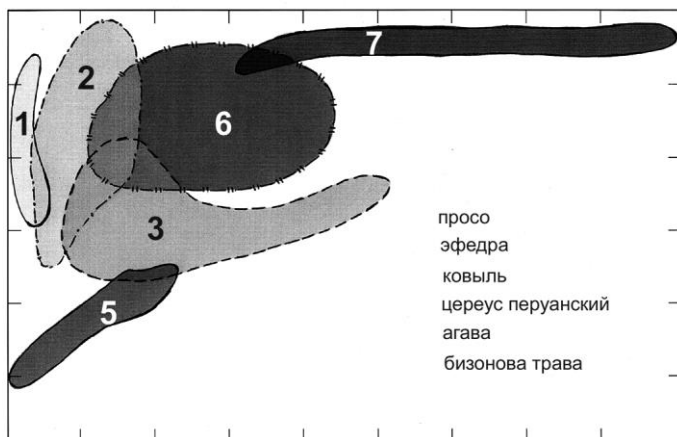 7
2
1
6
3
просо
эфедра
ковыль
цереус перуанский
агава
бизонова трава
5